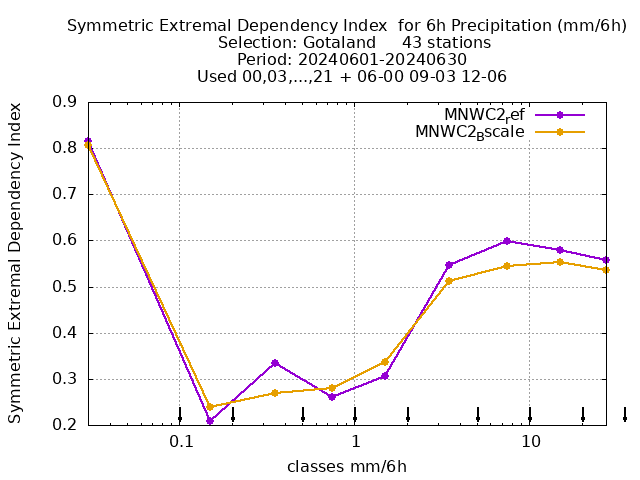 Symmetric Extremal Dependency Index  for 6h Precipitation (mm/6h)
Selection: Gotaland     43 stations
Period: 20240601-20240630
Used 00,03,...,21 + 06-00 09-03 12-06
MNWC2ref
MNWC2Bscale
Symmetric Extremal Dependency Index
0.9
0.8
0.7
0.6
0.5
0.4
0.3
0.2
0.1 1 10
classes mm/6h